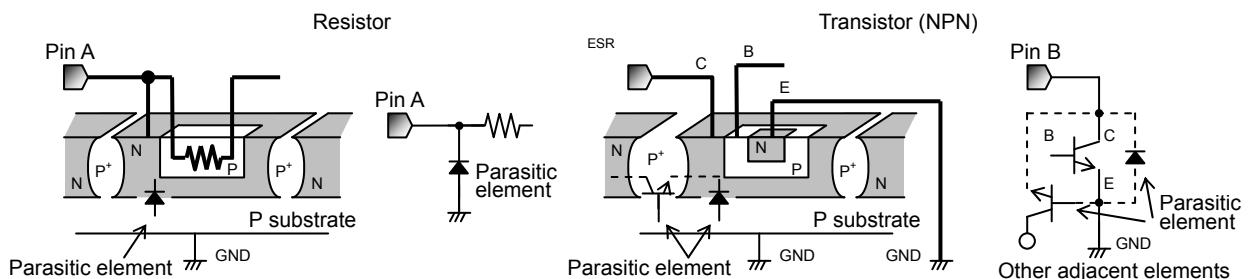 Resistor
Transistor (NPN)
Pin A
ESR
B
Pin B
C
E
Pin A
N
P+
N
P
P+
N
Parasitic
element
P substrate
Parasitic element
GND
N
P+
N
P
P+
N
P substrate
Parasitic element
GND
GND
B
C
E
Parasitic
element
GND
Other adjacent elements